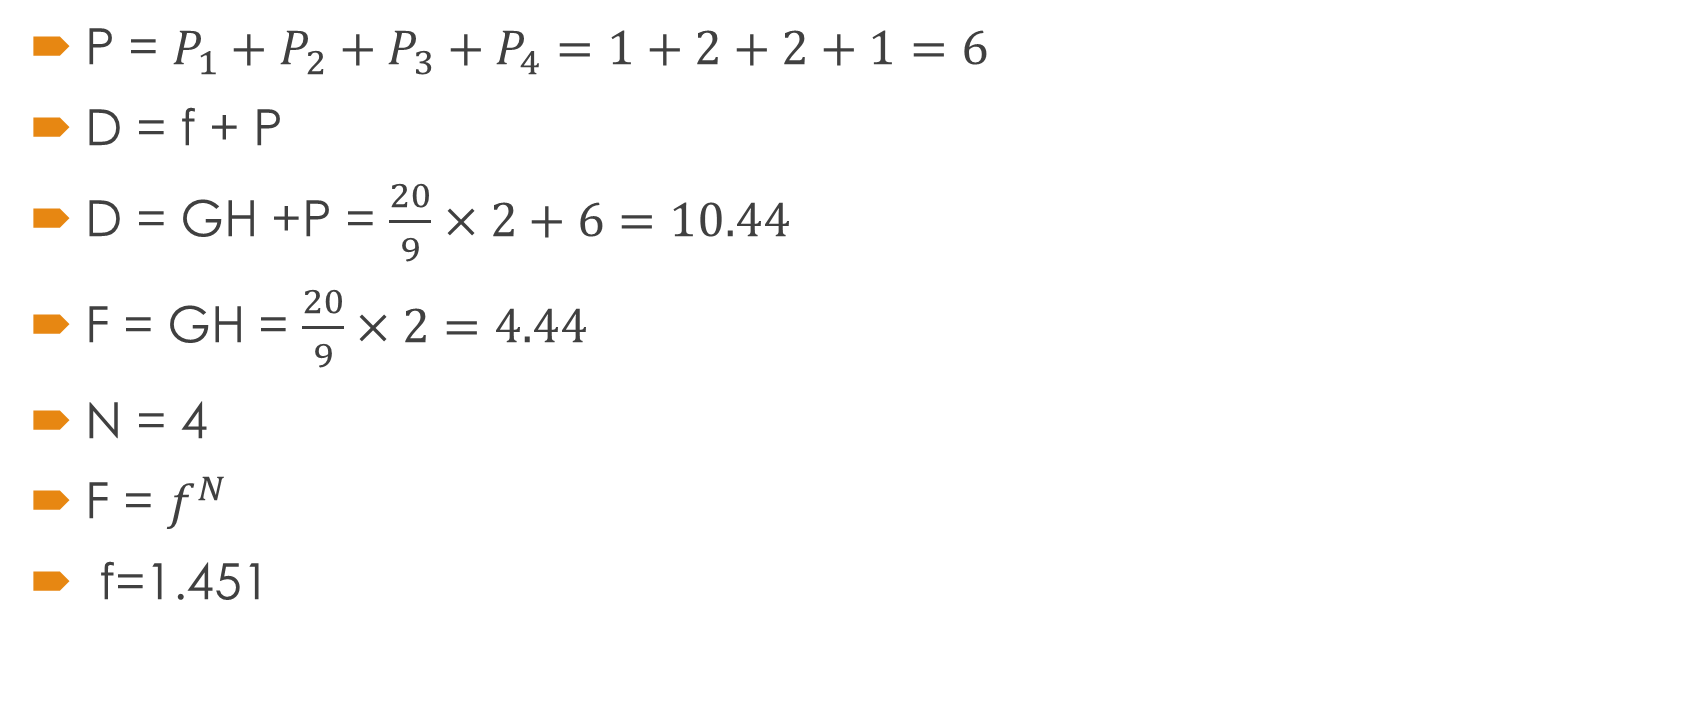 P = P₁ + P₂ + P₃ + P₄ = 1 + 2 + 2 + 1 = 6
D = f + P
D = GH +P = 20/9 × 2 + 6 = 10.44
F = GH = 20/9 × 2 = 4.44
N = 4
F = f^N
f=1.451